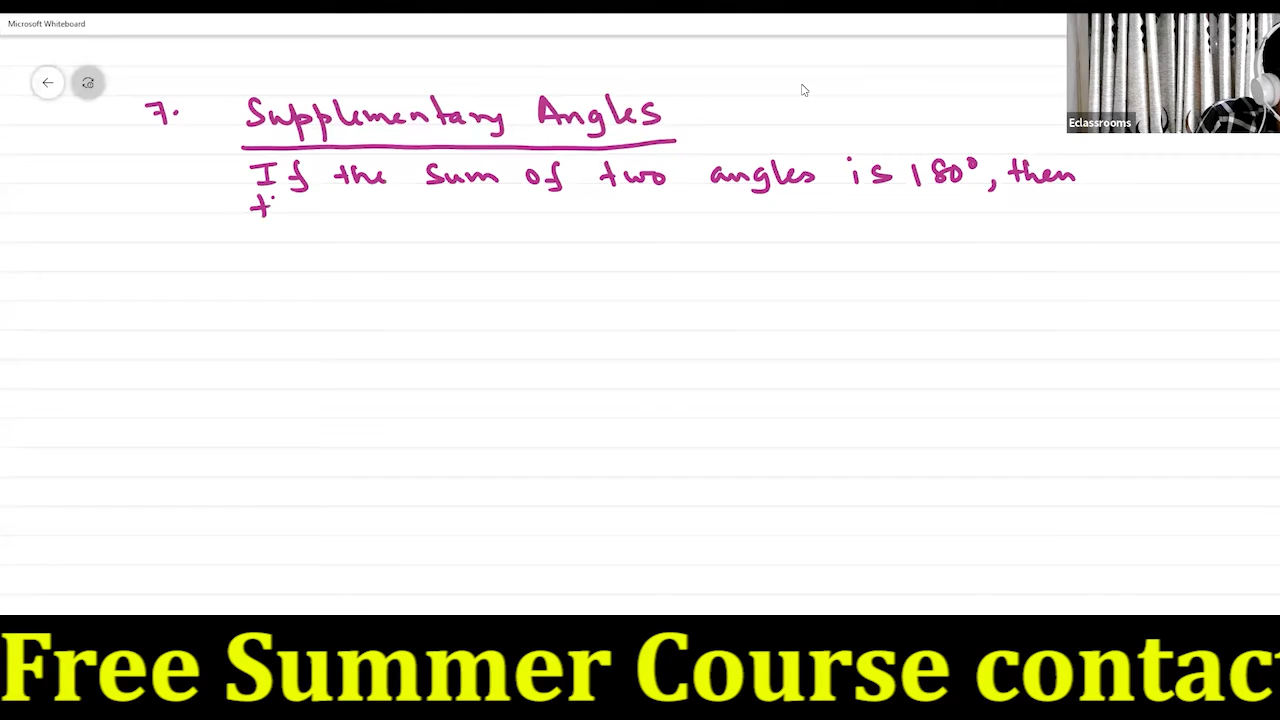 Microsoft Whiteboard
Eclassrooms
7. Supplementary Angles
If the sum of two angles is 180°, then
Free Summer Course contac